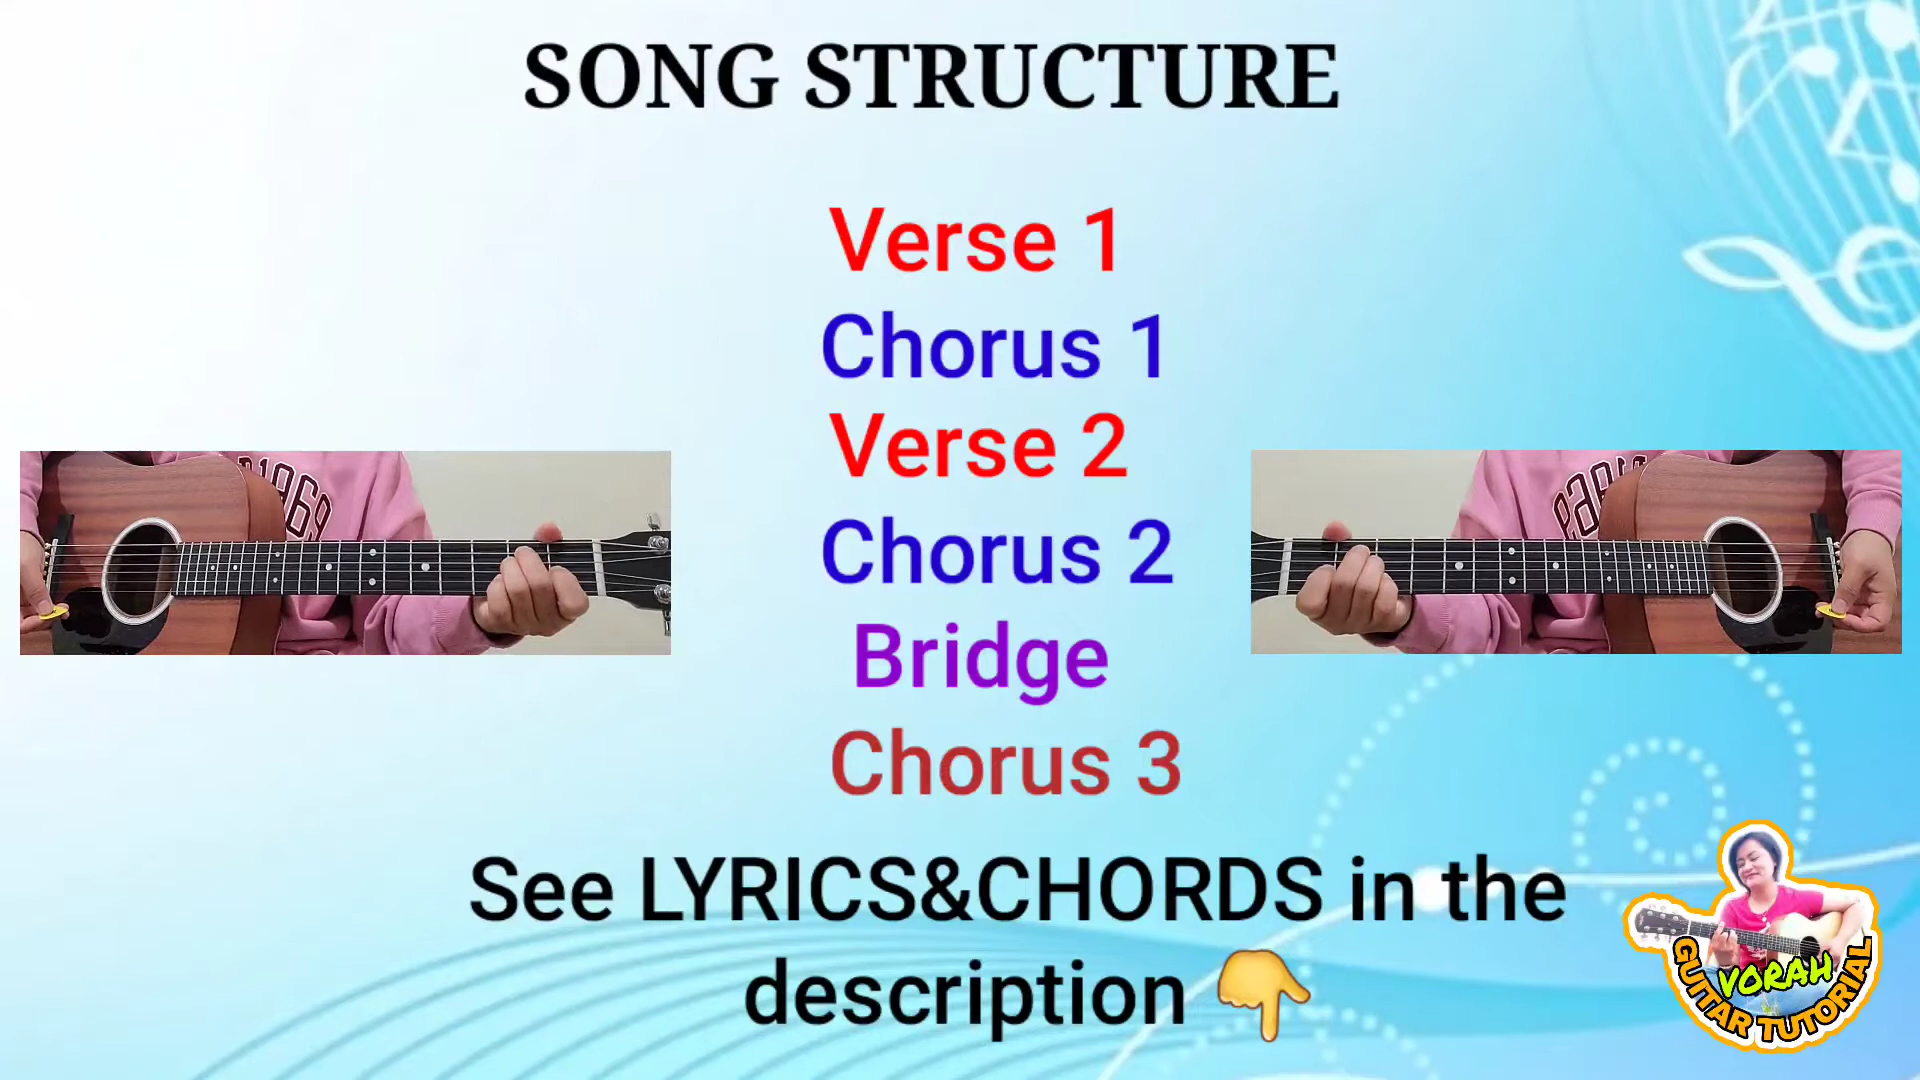 SONG STRUCTURE
Verse 1
Chorus 1
Verse 2
Chorus 2
Bridge
Chorus 3
See LYRICS&CHORDS in the
description
VORAH
GUITAR TUTORIAL